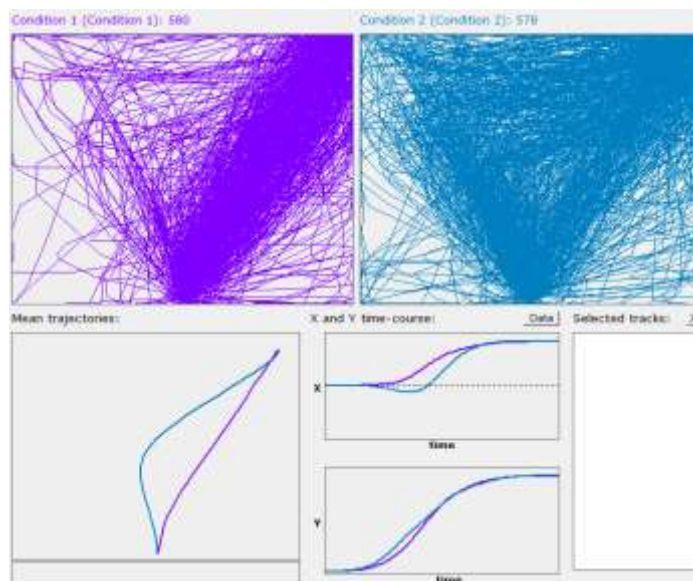 Condition 1 (Condition 1): 580
Condition 2 (Condition 2): 578
Mean trajectories:
X and Y time-course:
Data
Selected tracks:
X
time
Y
time